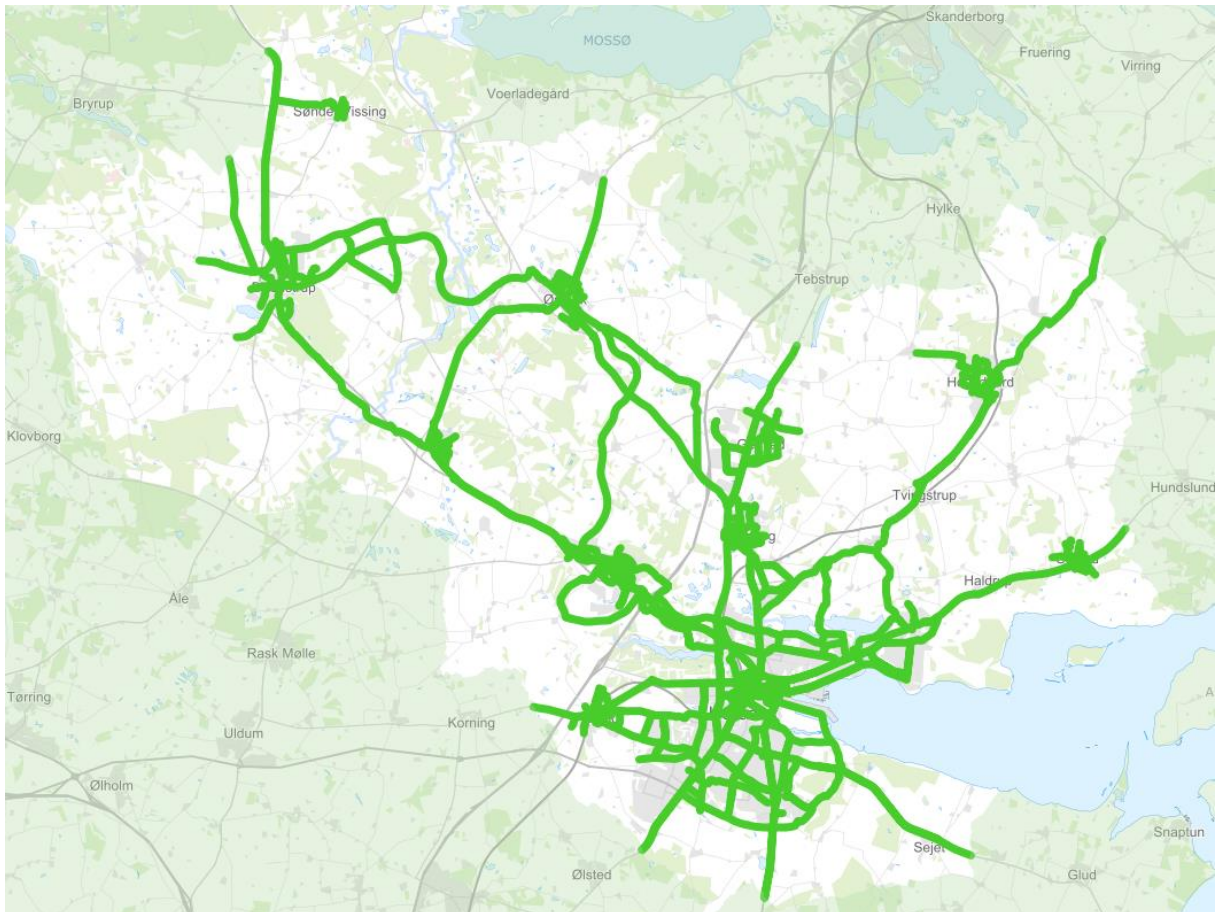 Skanderborg
MOSSØ
Fruering
Virring
Bryrup
Voerladegård
Hylke
Tebstrup
Klovborg
Hundslund
Tvingstrup
Haldrup
Åle
Rask Mølle
Tørring
Uldum
Korning
Ølholm
Snaptun
Sejet
Ølsted
Glud